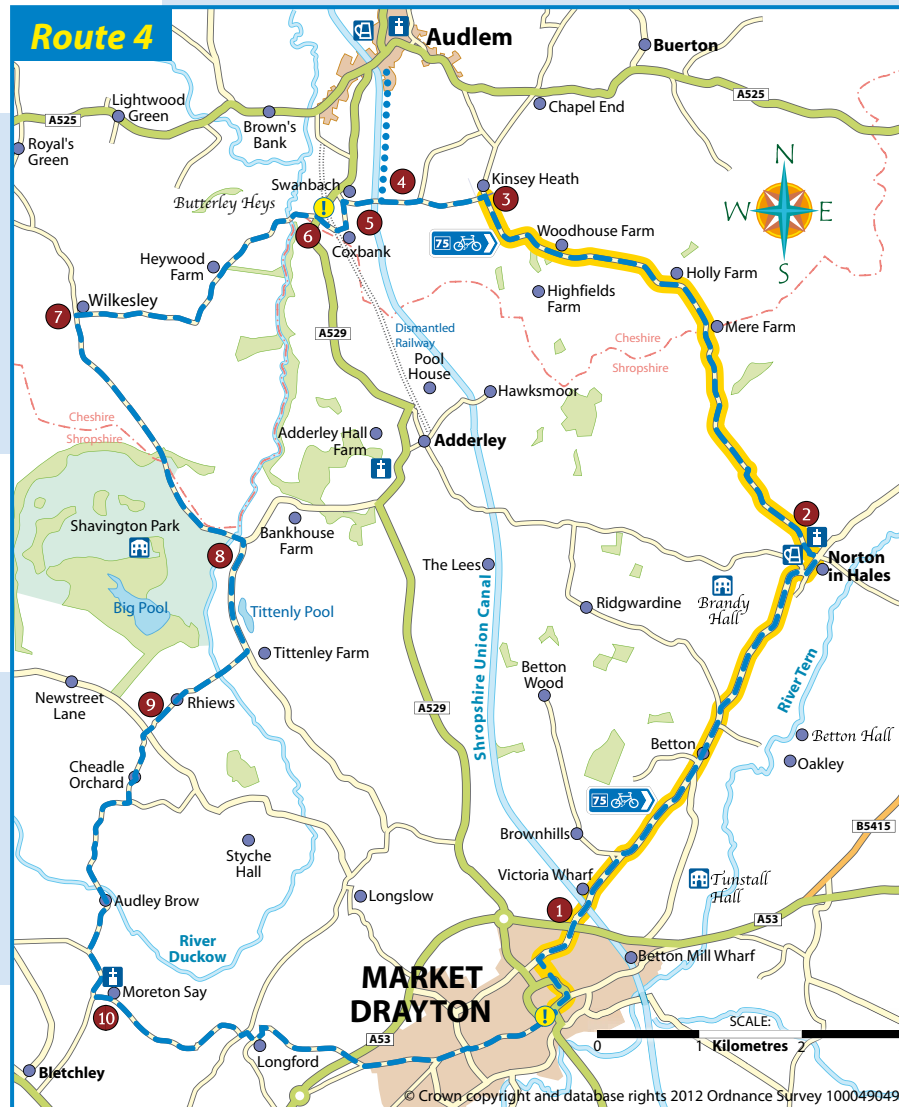 Route 4
Audlem
Buerton
A525
Lightwood
Green
Chapel End
A525
Brown's
Bank
Royal's
Green
Swanbach
4
Kinsey Heath
3
N
W
E
S
Butterley Heys
!
5
6
Coxbank
75
Woodhouse Farm
Heywood
Farm
Holly Farm
Highfields
Farm
Wilkesley
7
A529
Dismantled
Railway
Mere Farm
Cheshire
Shropshire
Pool
House
Hawksmoor
Cheshire
Shropshire
Adderley Hall
Farm
Adderley
Shavington Park
Bankhouse
Farm
2
8
The Lees
Norton
in Hales
Big Pool
Tittenly Pool
Shropshire Union Canal
Ridgwardine
Brandy
Hall
Tittenley Farm
Betton
Wood
River Tern
Newstreet
Lane
9
Rhiews
A529
Betton
Betton Hall
Oakley
Cheadle
Orchard
75
Brownhills
B5415
Styche
Hall
Victoria Wharf
Tunstall
Hall
Audley Brow
Longslow
1
A53
River
Duckow
Betton Mill Wharf
MARKET
DRAYTON
Moreton Say
10
!
SCALE:
A53
0
1
Kilometres
2
Longford
Bletchley
© Crown copyright and database rights 2012 Ordnance Survey 100049049